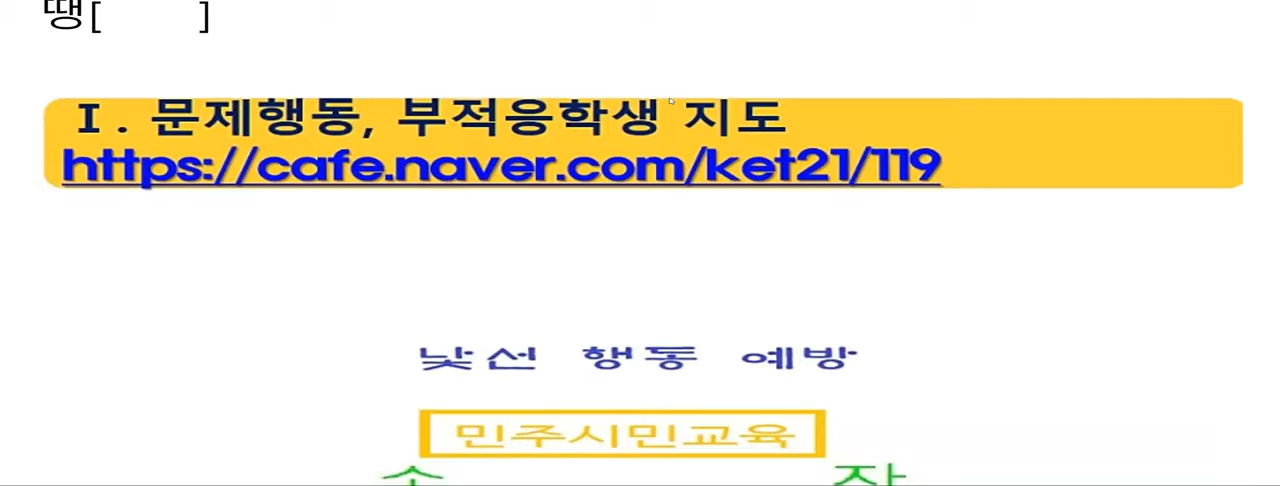 땡[ ]
Ⅰ. 문제행동, 부적응학생 지도
https://cafe.naver.com/ket21/119
낯선 행동 예방
민주시민교육